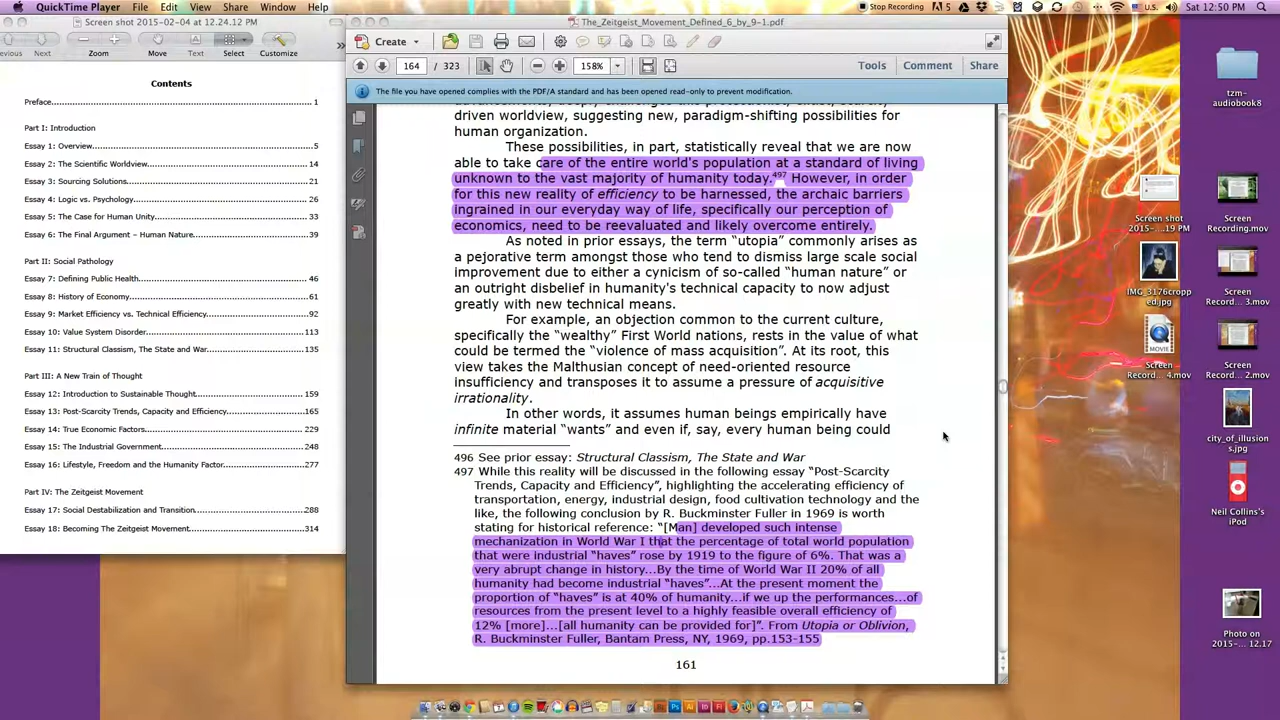 QuickTime Player File Edit View Share Window Help
Stop Recording
5
U.S.
Sat 12:50 PM
Screen shot 2015-02-04 at 12.24.12 PM
Next
Zoom
Move
Text
Select
Customize
Contents
Preface 1
Part I: Introduction
Essay 1: Overview 5
Essay 2: The Scientific Worldview 14
Essay 3: Sourcing Solutions 21
Essay 4: Logic vs. Psychology 26
Essay 5: The Case for Human Unity 33
Essay 6: The Final Argument – Human Nature 39
Part II: Social Pathology
Essay 7: Defining Public Health 46
Essay 8: History of Economy 61
Essay 9: Market Efficiency vs. Technical Efficiency 92
Essay 10: Value System Disorder 113
Essay 11: Structural Classism, The State and War 135
Part III: A New Train of Thought
Essay 12: Introduction to Sustainable Thought 159
Essay 13: Post-Scarcity Trends, Capacity and Efficiency 165
Essay 14: True Economic Factors 229
Essay 15: The Industrial Government 248
Essay 16: Lifestyle, Freedom and the Humanity Factor 277
Part IV: The Zeitgeist Movement
Essay 17: Social Destabilization and Transition 288
Essay 18: Becoming The Zeitgeist Movement 314
The_Zeitgeist_Movement_Defined_6_by_9-1.pdf
Create
164 / 323
158%
Tools
Comment
Share
The file you have opened complies with the PDF/A standard and has been opened read-only to prevent modification.
driven worldview, suggesting new, paradigm-shifting possibilities for
human organization.
These possibilities, in part, statistically reveal that we are now
able to take care of the entire world's population at a standard of living
unknown to the vast majority of humanity today.497 However, in order
for this new reality of efficiency to be harnessed, the archaic barriers
ingrained in our everyday way of life, specifically our perception of
economics, need to be reevaluated and likely overcome entirely.
As noted in prior essays, the term “utopia” commonly arises as
a pejorative term amongst those who tend to dismiss large scale social
improvement due to either a cynicism of so-called “human nature” or
an outright disbelief in humanity's technical capacity to now adjust
greatly with new technical means.
For example, an objection common to the current culture,
specifically the “wealthy” First World nations, rests in the value of what
could be termed the “violence of mass acquisition”. At its root, this
view takes the Malthusian concept of need-oriented resource
insufficiency and transposes it to assume a pressure of acquisitive
irrationality.
In other words, it assumes human beings empirically have
infinite material “wants” and even if, say, every human being could
496 See prior essay: Structural Classism, The State and War
497 While this reality will be discussed in the following essay “Post-Scarcity
Trends, Capacity and Efficiency”, highlighting the accelerating efficiency of
transportation, energy, industrial design, food cultivation technology and the
like, the following conclusion by R. Buckminster Fuller in 1969 is worth
stating for historical reference: “[Man] developed such intense
mechanization in World War I that the percentage of total world population
that were industrial “haves” rose by 1919 to the figure of 6%. That was a
very abrupt change in history...By the time of World War II 20% of all
humanity had become industrial “haves”...At the present moment the
proportion of “haves” is at 40% of humanity...if we up the performances...of
resources from the present level to a highly feasible overall efficiency of
12% [more]...[all humanity can be provided for]”. From Utopia or Oblivion,
R. Buckminster Fuller, Bantam Press, NY, 1969, pp.153-155
161
tzm-
audiobook8
Screen shot
2015-...19 PM
Screen
Recording.mov
IMG_3176cropp
ed.jpg
Screen
Record... 3.mov
MOVIE
Screen
Record... 4.mov
Screen
Record... 2.mov
city_of_illusion
s.jpg
Neil Collins's
iPod
Photo on
2015-... 12.17